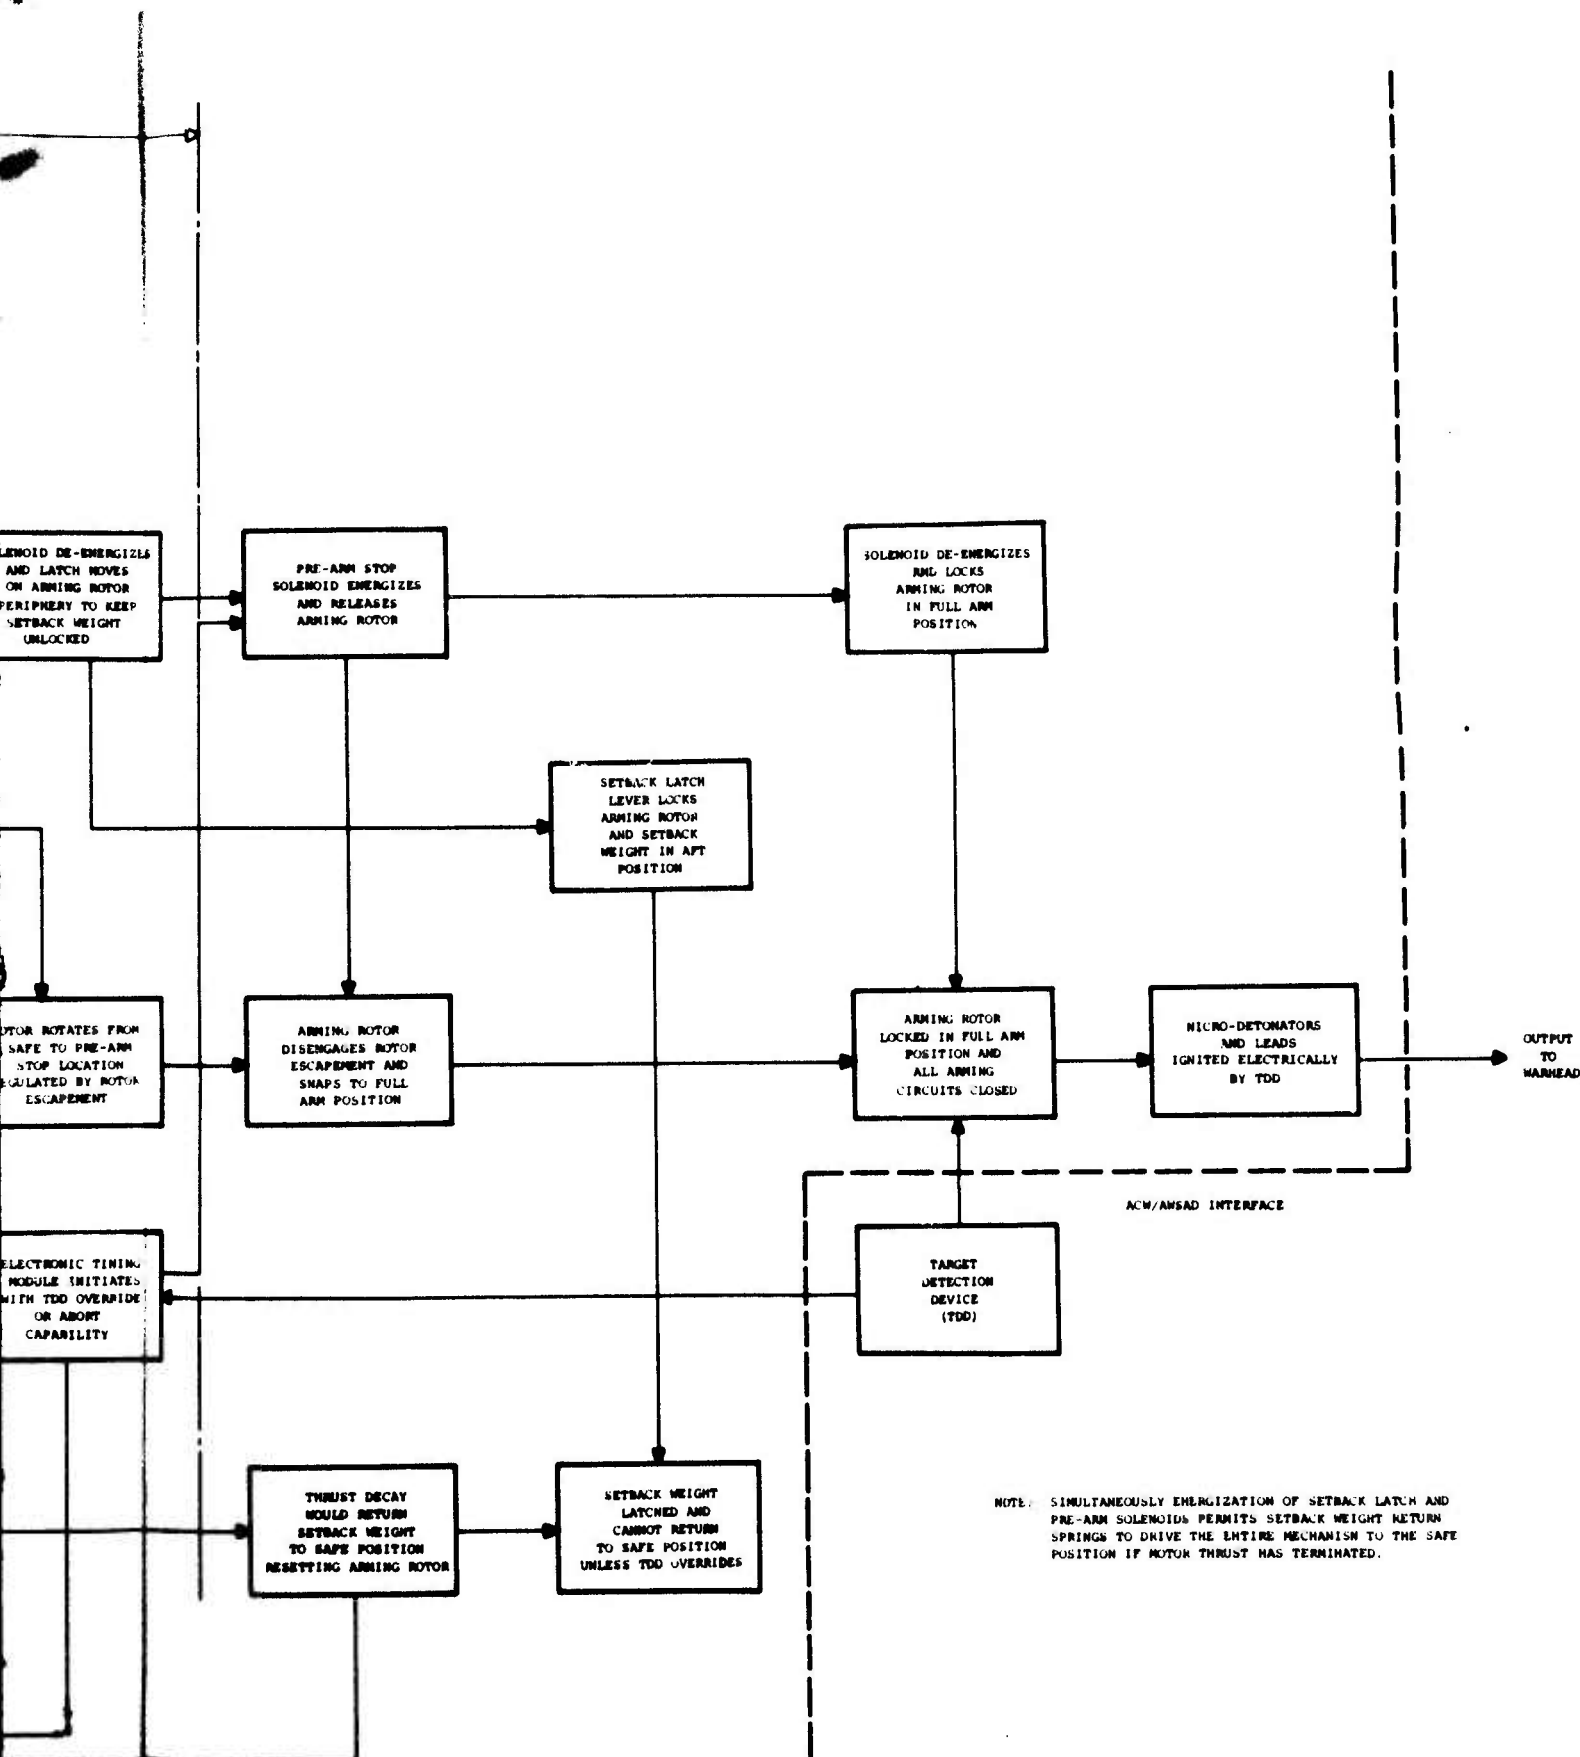 LENOID DE-ENERGIZES
AND LATCH MOVES
ON ARMING ROTOR
PERIPHERY TO KEEP
SETBACK WEIGHT
UNLOCKED
PRE-ARM STOP
SOLENOID ENERGIZES
AND RELEASES
ARMING ROTOR
SOLENOID DE-ENERGIZES
AND LOCKS
ARMING ROTOR
IN FULL ARM
POSITION
SETBACK LATCH
LEVER LOCKS
ARMING ROTOR
AND SETBACK
WEIGHT IN AFT
POSITION
OTOR ROTATES FROM
SAFE TO PRE-ARM
STOP LOCATION
EGULATED BY ROTOR
ESCAPEMENT
ARMING ROTOR
DISENGAGES ROTOR
ESCAPEMENT AND
SNAPS TO FULL
ARM POSITION
ARMING ROTOR
LOCKED IN FULL ARM
POSITION AND
ALL ARMING
CIRCUITS CLOSED
MICRO-DETONATORS
AND LEADS
IGNITED ELECTRICALLY
BY TDD
OUTPUT
TO
WARHEAD
ACW/AWSAD INTERFACE
ELECTRONIC TIMING
MODULE INITIATES
WITH TDD OVERRIDE
OR ABORT
CAPABILITY
TARGET
DETECTION
DEVICE
(TDD)
THRUST DECAY
WOULD RETURN
SETBACK WEIGHT
TO SAFE POSITION
RESETTING ARMING ROTOR
SETBACK WEIGHT
LATCHED AND
CANNOT RETURN
TO SAFE POSITION
UNLESS TDD OVERRIDES
NOTE: SIMULTANEOUSLY ENERGIZATION OF SETBACK LATCH AND
PRE-ARM SOLENOIDS PERMITS SETBACK WEIGHT RETURN
SPRINGS TO DRIVE THE ENTIRE MECHANISM TO THE SAFE
POSITION IF MOTOR THRUST HAS TERMINATED.